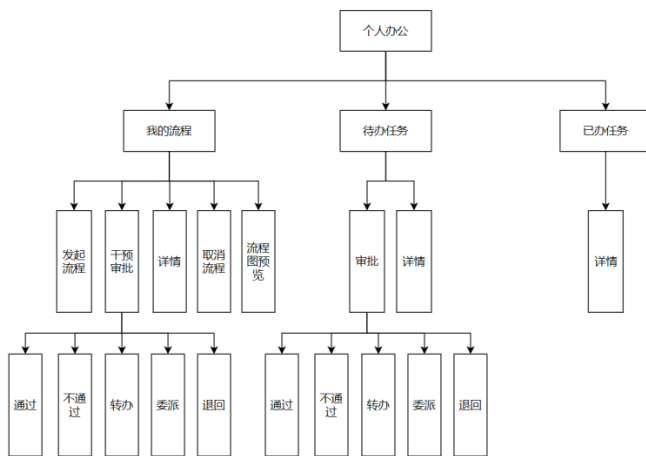 个人办公
我的流程
待办任务
已办任务
发起
流程
干预
审批
详情
取消
流程
流程
图预
览
审批
详情
详情
通过
不通
过
转办
委派
退回
通过
不通
过
转办
委派
退回